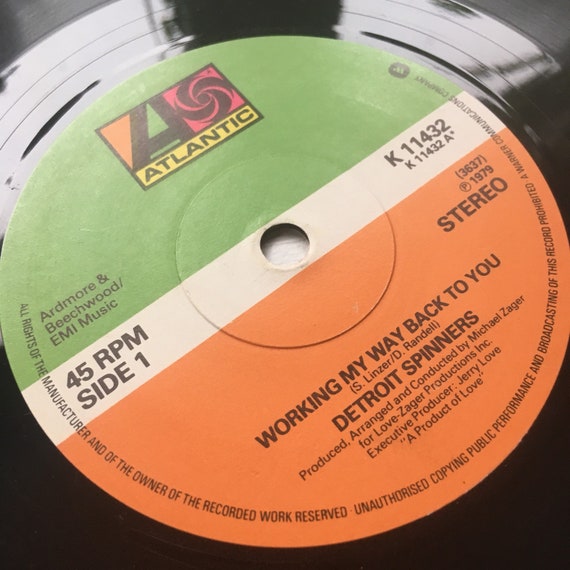 ATLANTIC
K 11432
K 11432 A*
(3637)
℗ 1979
STEREO
Ardmore &
Beechwood/
EMI Music
45 RPM
SIDE 1
WORKING MY WAY BACK TO YOU
(S. Linzer/D. Randell)
DETROIT SPINNERS
Produced, Arranged and Conducted by Michael Zager
for Love-Zager Productions Inc.
Executive Producer: Jerry Love
"A Product of Love"
ALL RIGHTS OF THE MANUFACTURER AND OF THE OWNER OF THE RECORDED WORK RESERVED · UNAUTHORISED COPYING PUBLIC PERFORMANCE AND BROADCASTING OF THIS RECORD PROHIBITED A WARNER COMMUNICATIONS COMPANY